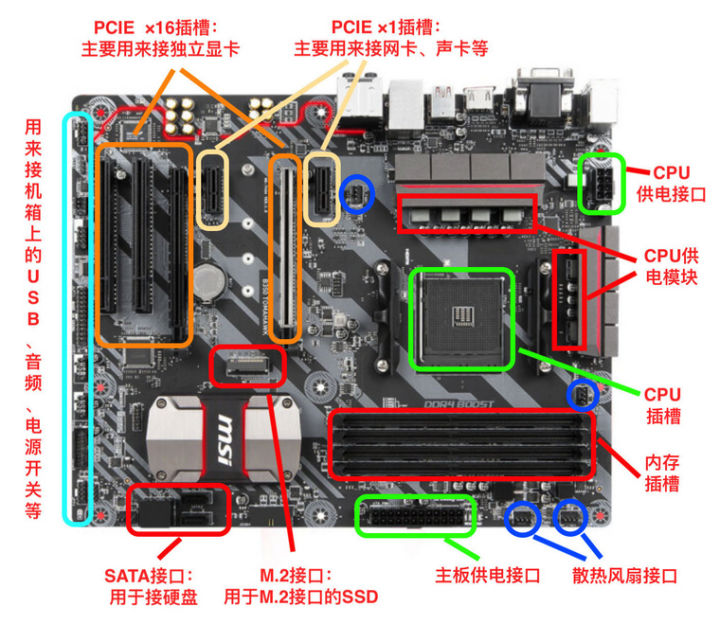 PCIE ×16插槽：
主要用来接独立显卡
PCIE ×1插槽：
主要用来接网卡、声卡等
用来接机箱上的USB、音频、电源开关等
CPU
供电接口
CPU供
电模块
CPU
插槽
内存
插槽
B350 TOMAHAWK
DDR4 BOOST
msi
SATA接口：
用于接硬盘
M.2接口：
用于M.2接口的SSD
主板供电接口
散热风扇接口